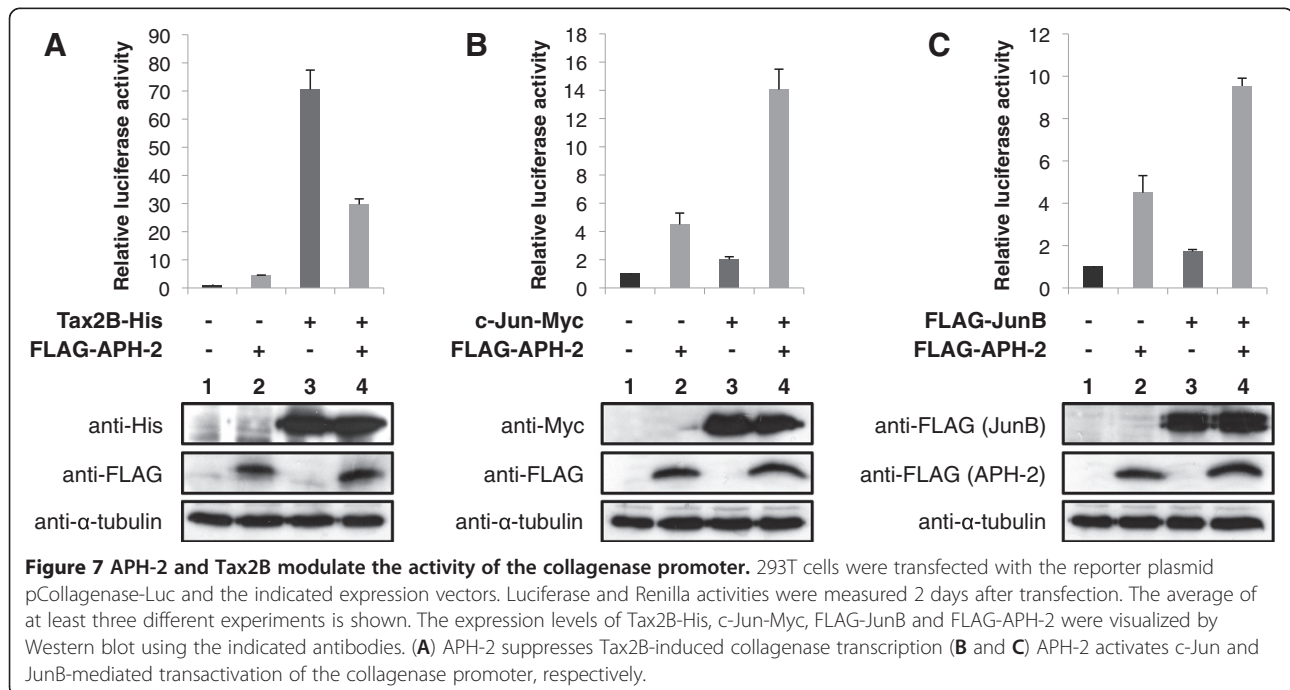 A
Relative luciferase activity
90
80
70
60
50
40
30
20
10
0
Tax2B-His - - + +
FLAG-APH-2 - + - +
1 2 3 4
anti-His
anti-FLAG
anti-α-tubulin
B
Relative luciferase activity
18
16
14
12
10
8
6
4
2
0
c-Jun-Myc - - + +
FLAG-APH-2 - + - +
1 2 3 4
anti-Myc
anti-FLAG
anti-α-tubulin
C
Relative luciferase activity
12
10
8
6
4
2
0
FLAG-JunB - - + +
FLAG-APH-2 - + - +
1 2 3 4
anti-FLAG (JunB)
anti-FLAG (APH-2)
anti-α-tubulin
Figure 7 APH-2 and Tax2B modulate the activity of the collagenase promoter. 293T cells were transfected with the reporter plasmid
pCollagenase-Luc and the indicated expression vectors. Luciferase and Renilla activities were measured 2 days after transfection. The average of
at least three different experiments is shown. The expression levels of Tax2B-His, c-Jun-Myc, FLAG-JunB and FLAG-APH-2 were visualized by
Western blot using the indicated antibodies. (A) APH-2 suppresses Tax2B-induced collagenase transcription (B and C) APH-2 activates c-Jun and
JunB-mediated transactivation of the collagenase promoter, respectively.